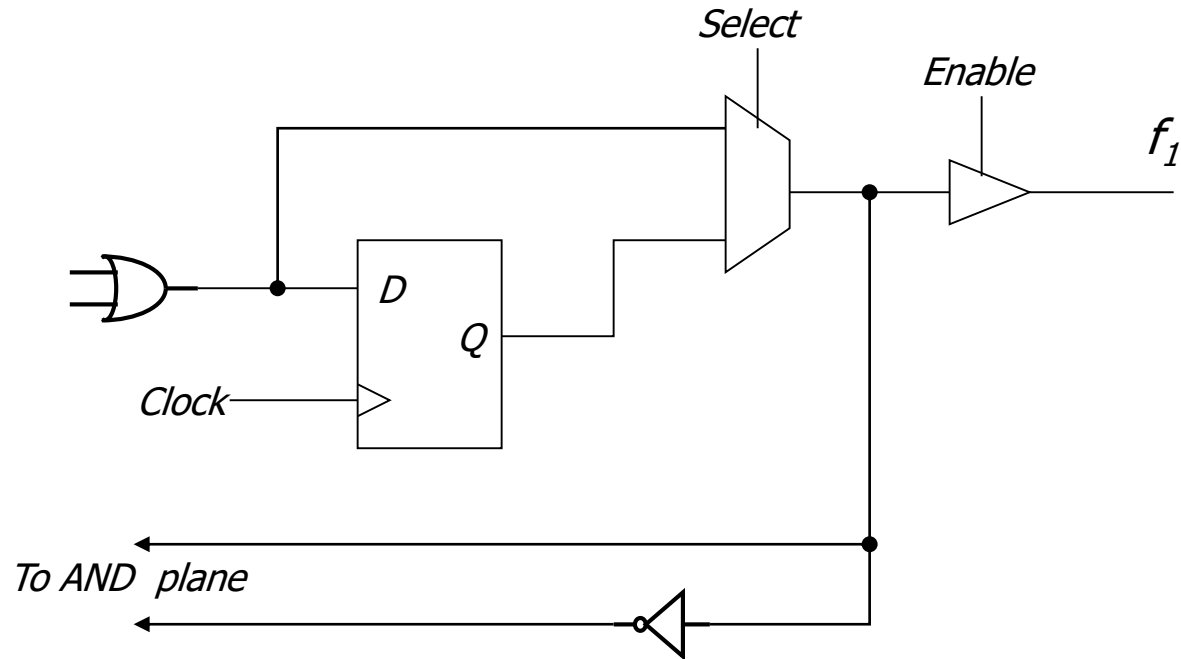 Select
Enable
f1
D
Q
Clock
To AND plane